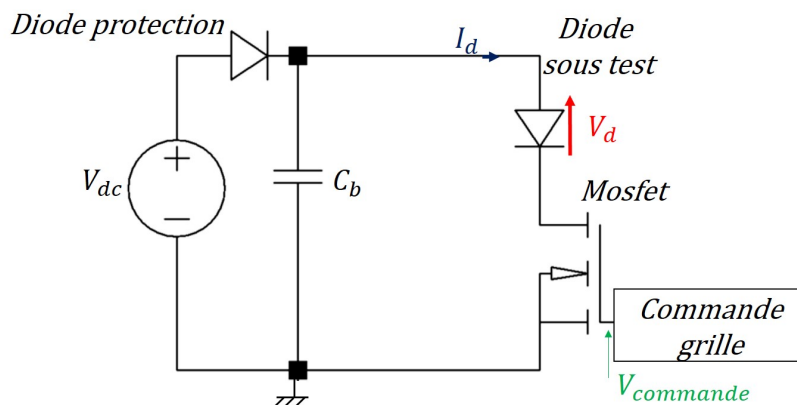 Diode protection
I_d
Diode
sous test
V_d
+
V_dc
−
C_b
Mosfet
Commande
grille
V_commande